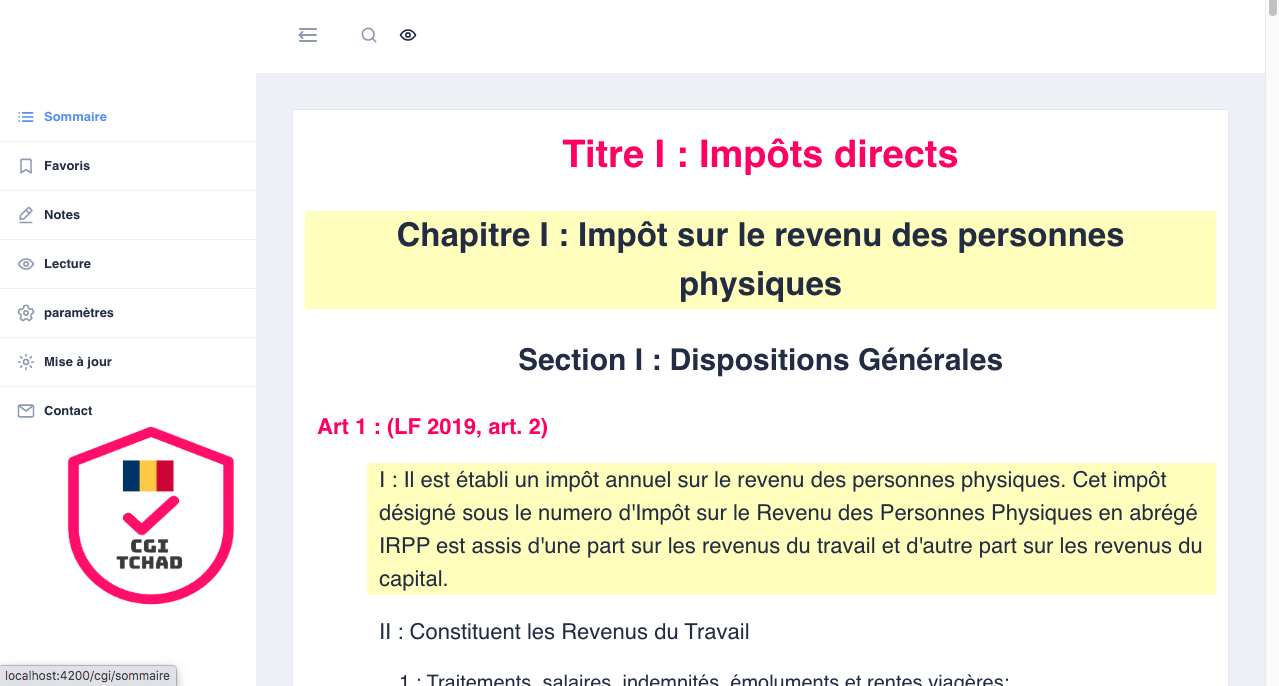 Sommaire
Favoris
Notes
Lecture
paramètres
Mise à jour
Contact
CGI
TCHAD
localhost:4200/cgi/sommaire
Titre I : Impôts directs
Chapitre I : Impôt sur le revenu des personnes
physiques
Section I : Dispositions Générales
Art 1 : (LF 2019, art. 2)
I : Il est établi un impôt annuel sur le revenu des personnes physiques. Cet impôt
désigné sous le numero d'Impôt sur le Revenu des Personnes Physiques en abrégé
IRPP est assis d'une part sur les revenus du travail et d'autre part sur les revenus du
capital.
II : Constituent les Revenus du Travail
1 : Traitements, salaires, indemnités, émoluments et rentes viagères;